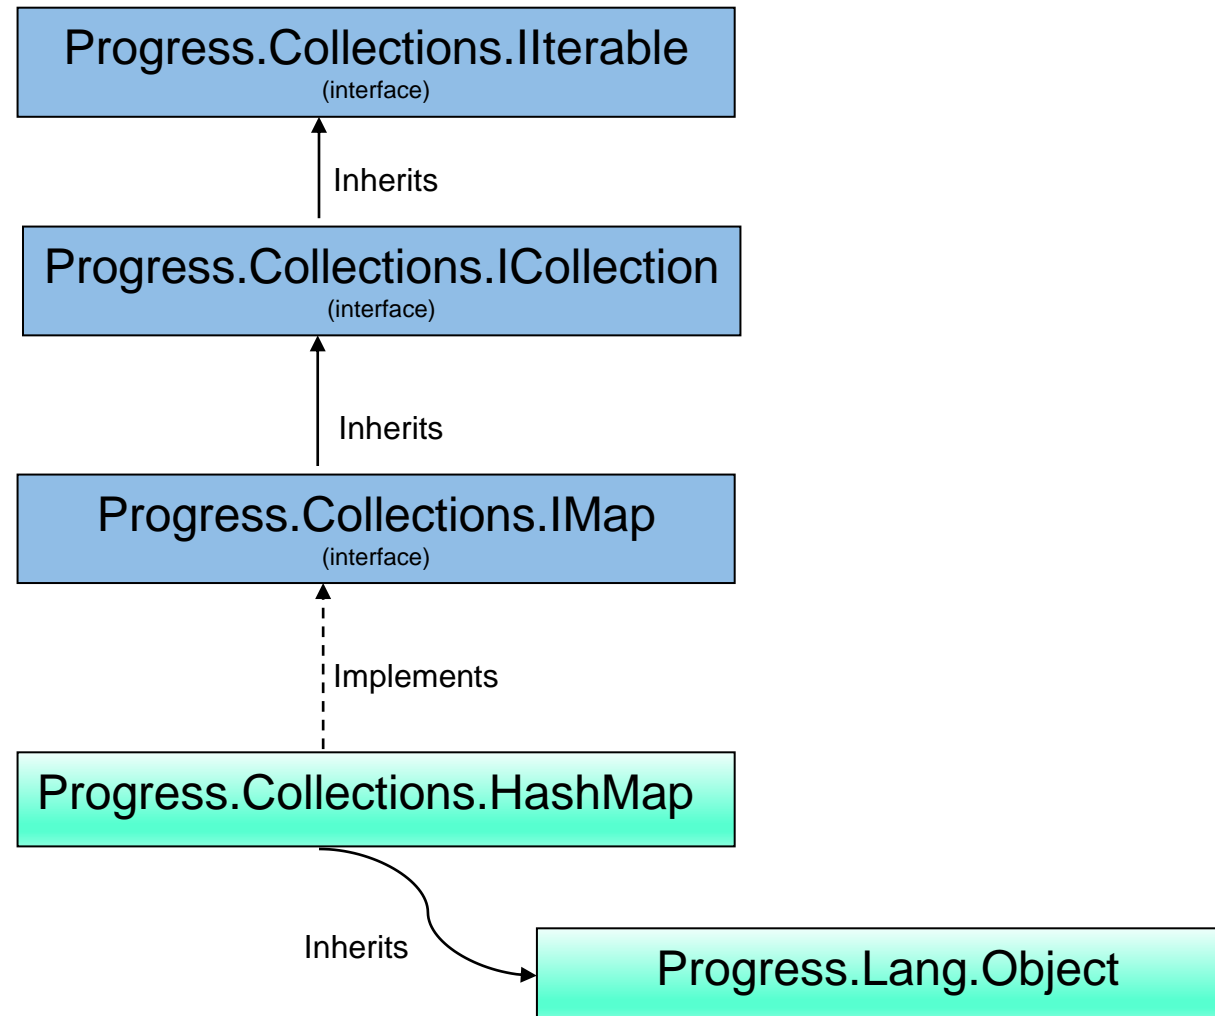 Progress.Collections.IIterable
(interface)
Inherits
Progress.Collections.ICollection
(interface)
Inherits
Progress.Collections.IMap
(interface)
Implements
Progress.Collections.HashMap
Inherits
Progress.Lang.Object